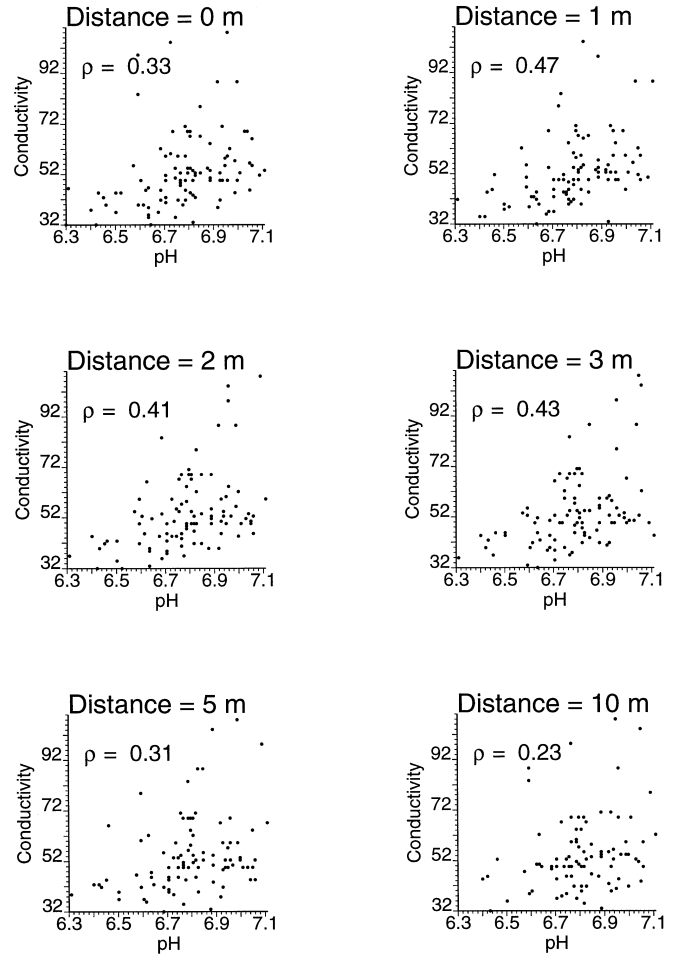 Distance = 0 m
ρ = 0.33
Conductivity
92
72
52
32
6.3 6.5 6.7 6.9 7.1
pH
Distance = 1 m
ρ = 0.47
Conductivity
92
72
52
32
6.3 6.5 6.7 6.9 7.1
pH
Distance = 2 m
ρ = 0.41
Conductivity
92
72
52
32
6.3 6.5 6.7 6.9 7.1
pH
Distance = 3 m
ρ = 0.43
Conductivity
92
72
52
32
6.3 6.5 6.7 6.9 7.1
pH
Distance = 5 m
ρ = 0.31
Conductivity
92
72
52
32
6.3 6.5 6.7 6.9 7.1
pH
Distance = 10 m
ρ = 0.23
Conductivity
92
72
52
32
6.3 6.5 6.7 6.9 7.1
pH